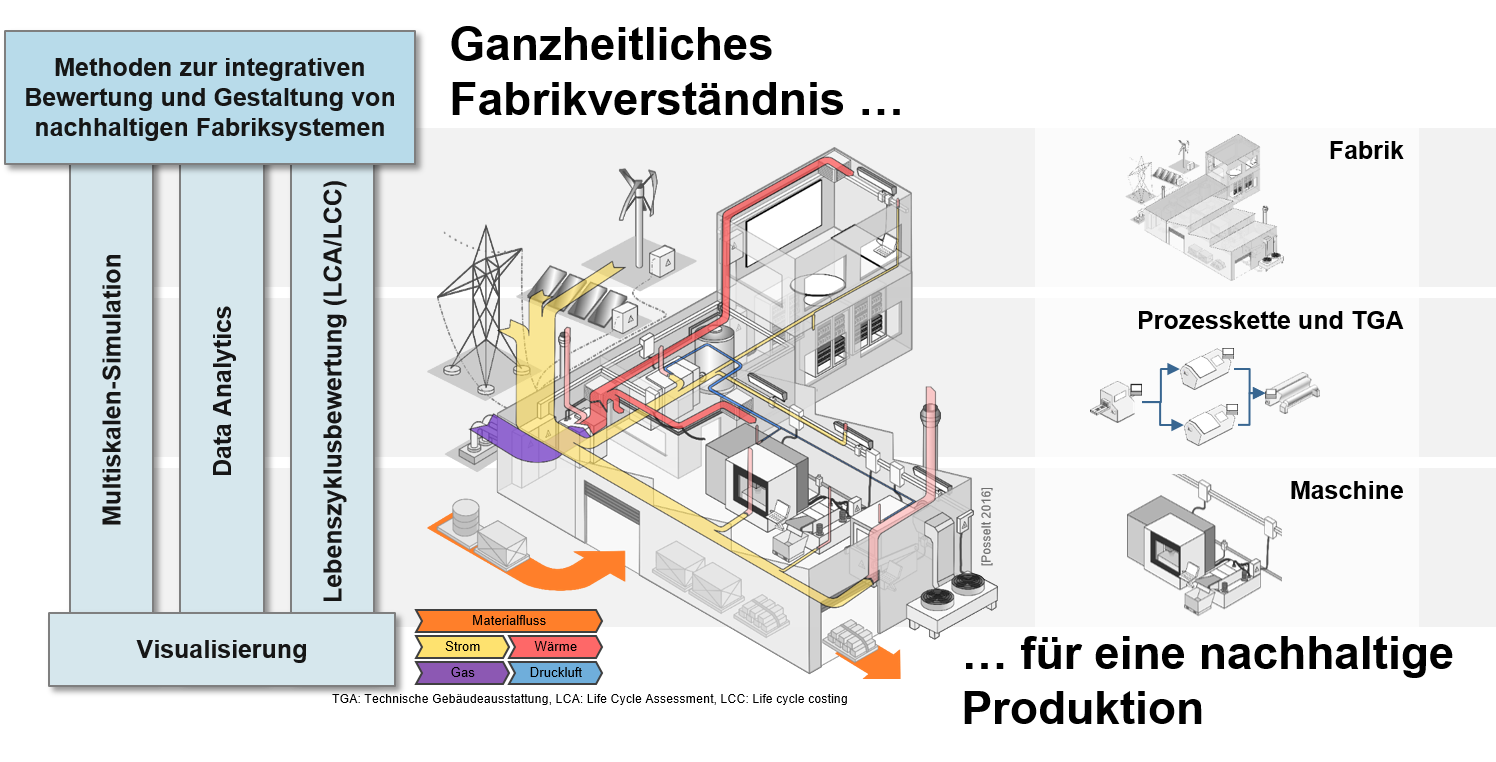 Ganzheitliches
Fabrikverständnis ...
Methoden zur integrativen
Bewertung und Gestaltung von
nachhaltigen Fabriksystemen
Multiskalen-Simulation
Data Analytics
Lebenszyklusbewertung (LCA/LCC)
Visualisierung
Fabrik
Prozesskette und TGA
Maschine
[Posselt 2016]
Materialfluss
Strom
Wärme
Gas
Druckluft
TGA: Technische Gebäudeausstattung, LCA: Life Cycle Assessment, LCC: Life cycle costing
... für eine nachhaltige
Produktion